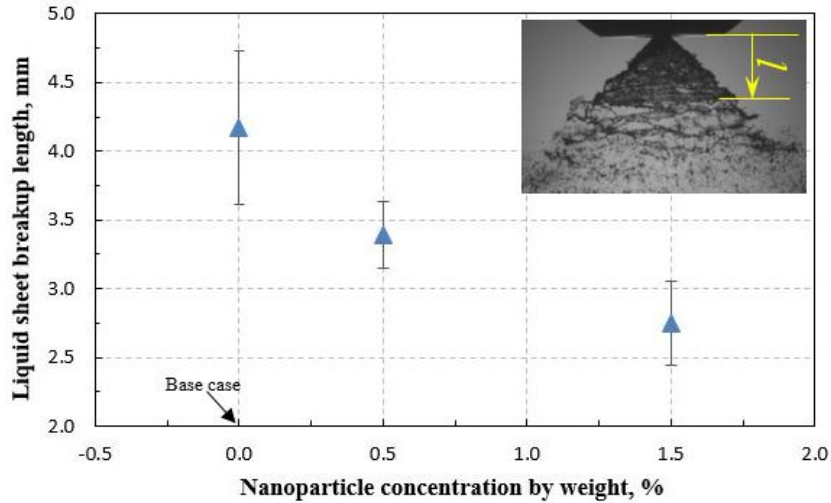 5.0
4.5
4.0
3.5
3.0
2.5
2.0
Liquid sheet breakup length, mm
l
Base case
-0.5 0.0 0.5 1.0 1.5 2.0
Nanoparticle concentration by weight, %